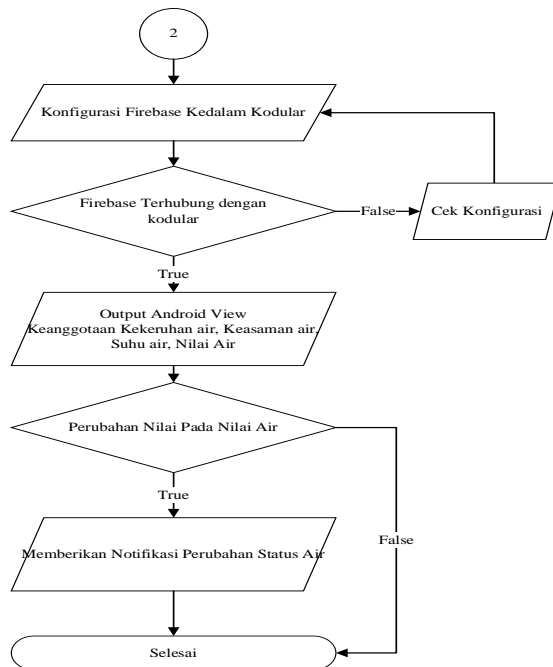 2
Konfigurasi Firebase Kedalam Kodular
Firebase Terhubung dengan
kodular
False
Cek Konfigurasi
True
Output Android View
Keanggotaan Kekeruhan air, Keasaman air,
Suhu air, Nilai Air
Perubahan Nilai Pada Nilai Air
True
Memberikan Notifikasi Perubahan Status Air
False
Selesai